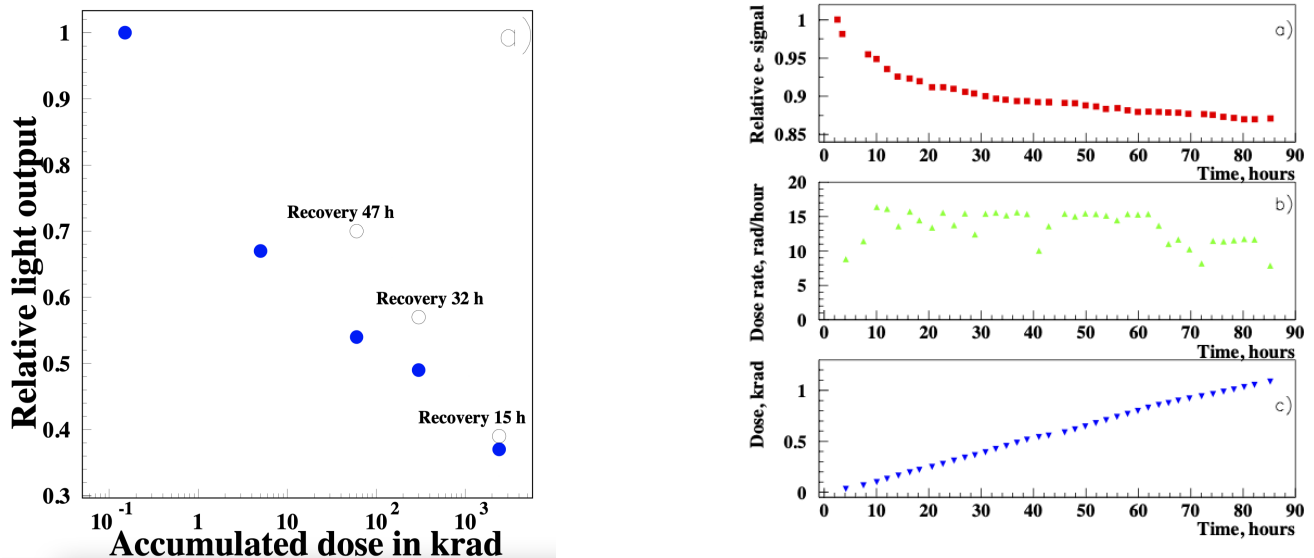 a)
1
0.9
0.8
0.7
0.6
0.5
0.4
0.3
Relative light output
Recovery 47 h
Recovery 32 h
Recovery 15 h
10^-1 1 10 10^2 10^3
Accumulated dose in krad
Relative e- signal
a)
1
0.95
0.9
0.85
0 10 20 30 40 50 60 70 80 90
Time, hours
Dose rate, rad/hour
b)
20
15
10
5
0
0 10 20 30 40 50 60 70 80 90
Time, hours
Dose, krad
c)
1
0.5
0
0 10 20 30 40 50 60 70 80 90
Time, hours